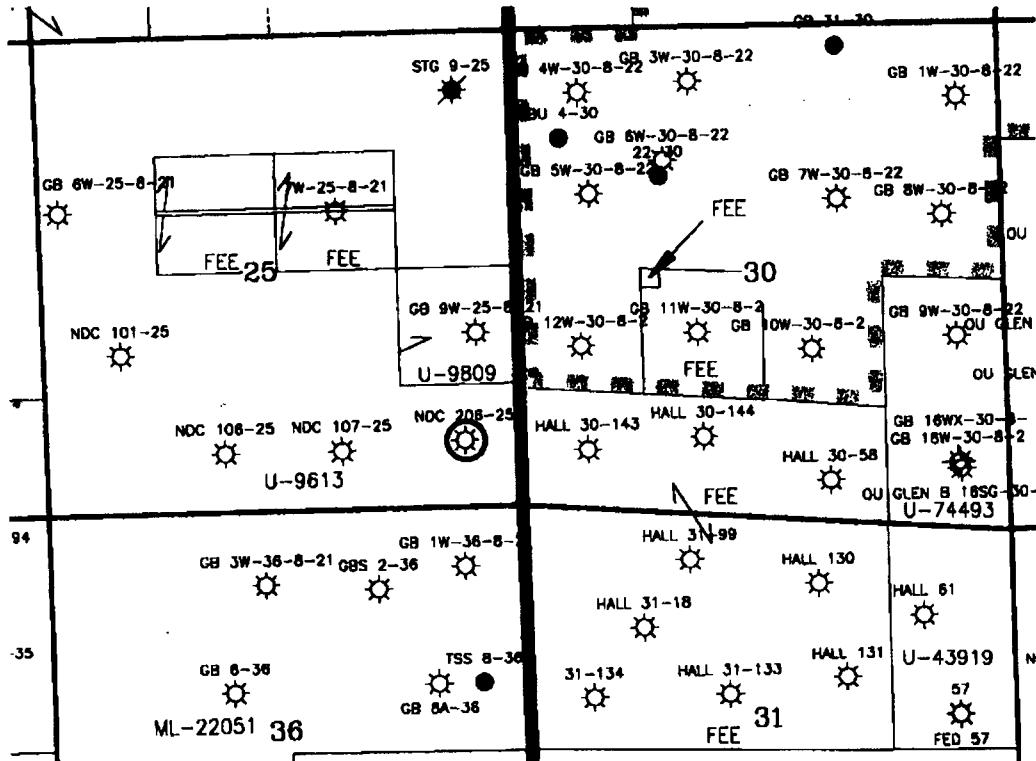 GB 31-30
STG 9-25
4W-30-8-22
GB 3W-30-8-22
GB 1W-30-8-22
4-30
GB 6W-30-8-22
22-30
GB 6W-25-8-21
7W-25-8-21
GB 5W-30-8-22
GB 7W-30-8-22
GB 8W-30-8-22
FEE
OU
FEE
25
FEE
30
GB 9W-25-8-21
GB 11W-30-8-2
GB 9W-30-8-22
NDC 101-25
12W-30-8-2
GB 10W-30-8-2
OU GLEN
FEE
U-9809
OU GLEN
NDC 208-25
HALL 30-144
GB 16WX-30-8-
NDC 106-25
NDC 107-25
HALL 30-143
GB 16W-30-8-2
HALL 30-58
U-9613
FEE
OU GLEN B 16SG-30-
U-74493
94
GB 1W-36-8-2
HALL 31-99
GB 3W-36-8-21
GBS 2-36
HALL 130
HALL 61
HALL 31-18
-35
GB 6-36
TSS 8-36
31-134
HALL 31-133
HALL 131
U-43919
GB 8A-36
57
ML-22051
36
31
FEE
FED 57